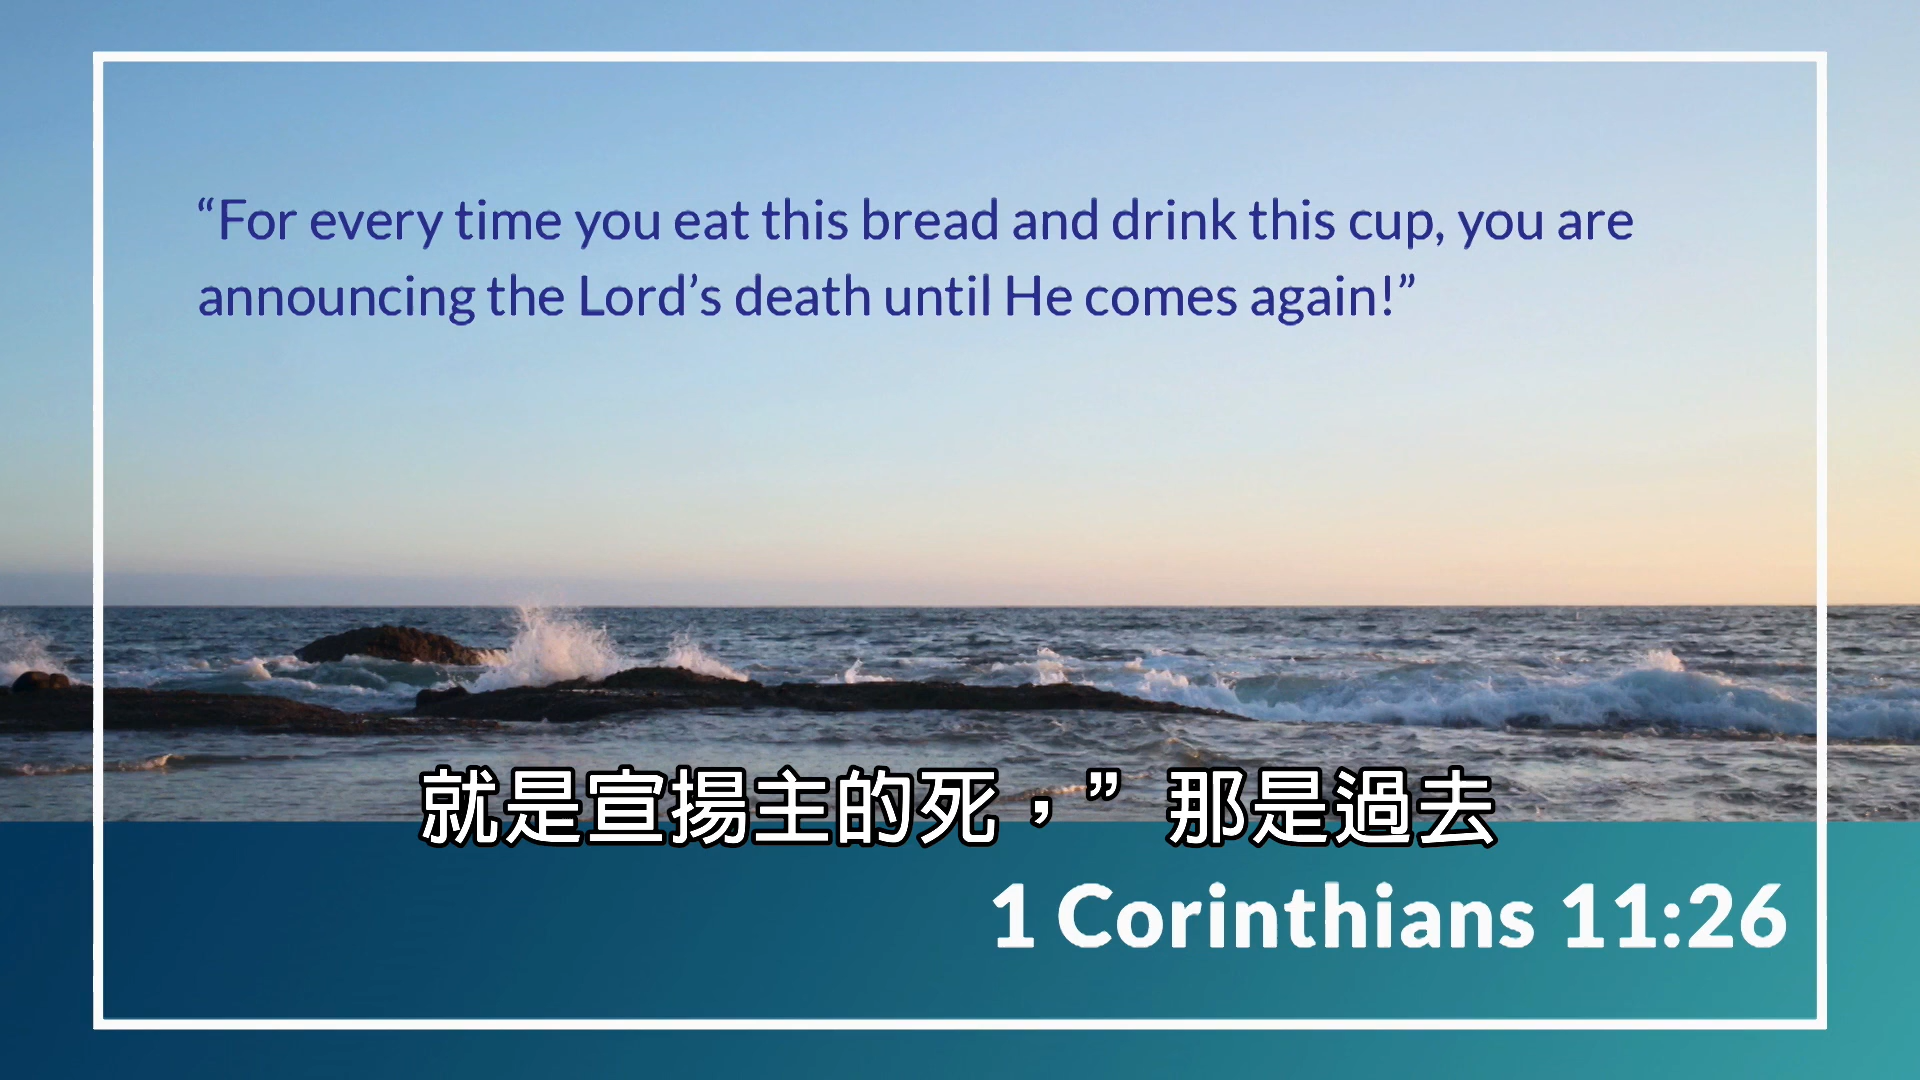 “For every time you eat this bread and drink this cup, you are
announcing the Lord’s death until He comes again!”
就是宣揚主的死，” 那是過去
1 Corinthians 11:26